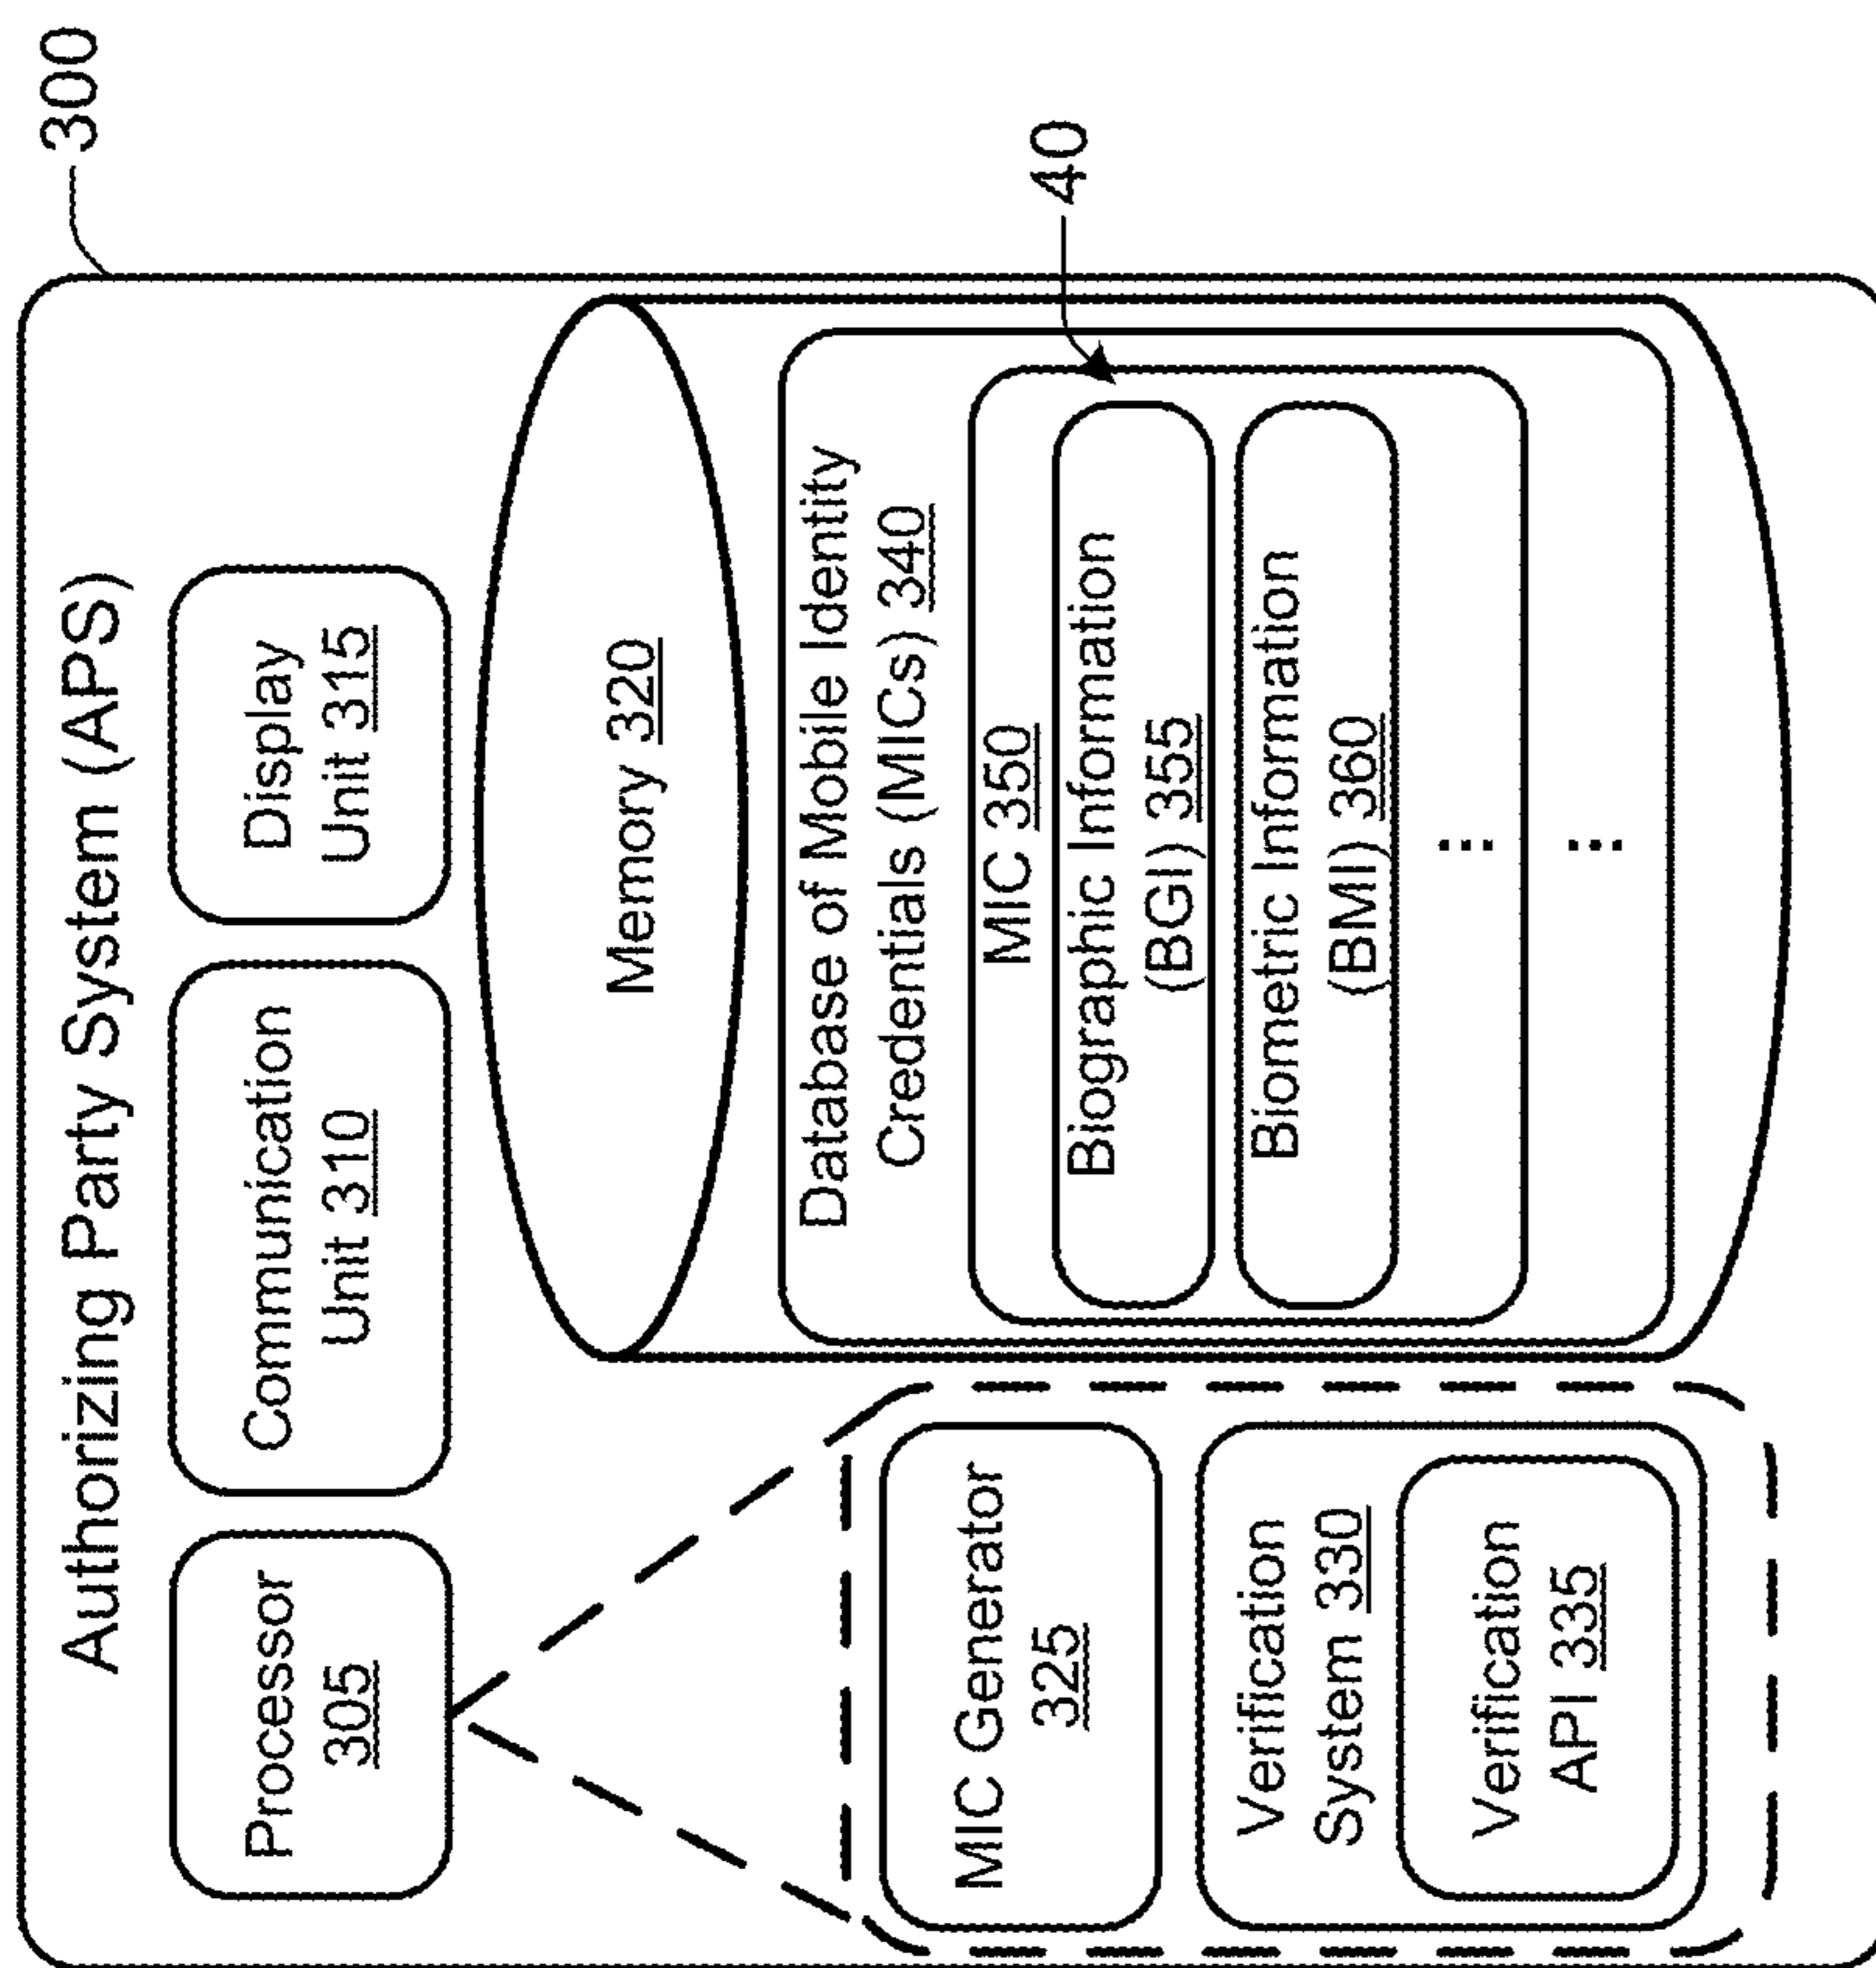 300
Authorizing Party System (APS)
Processor
305
Communication
Unit 310
Display
Unit 315
Memory 320
MIC Generator
325
Verification
System 330
Verification
API 335
Database of Mobile Identity
Credentials (MICs) 340
40
MIC 350
Biographic Information
(BGI) 355
Biometric Information
(BMI) 360
⋮
⋮